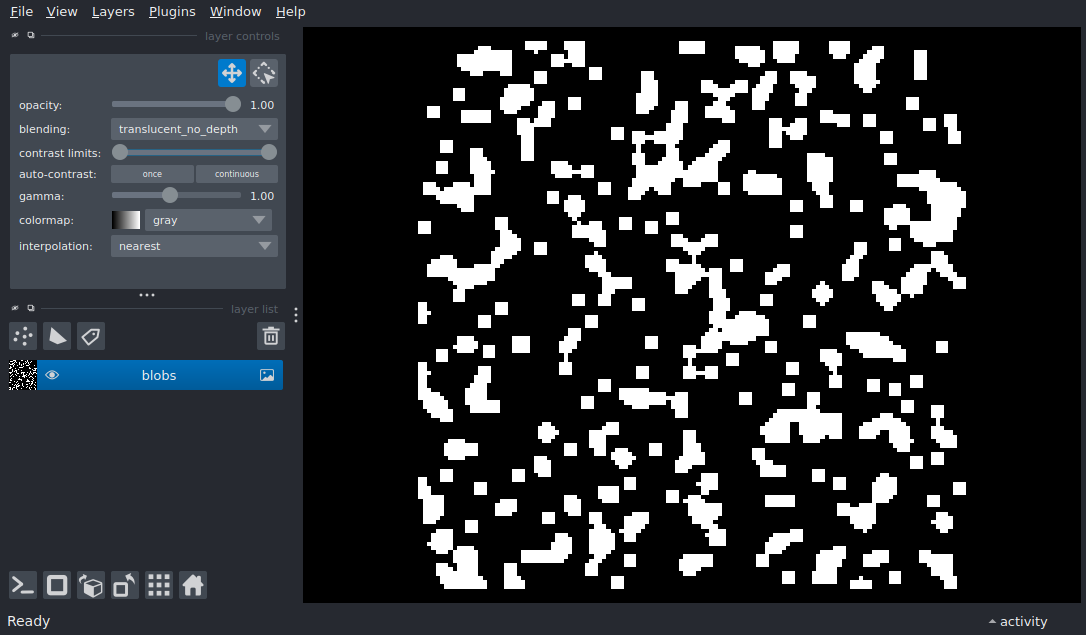 File View Layers Plugins Window Help
layer controls
opacity: 1.00
blending: translucent_no_depth
contrast limits:
auto-contrast: once continuous
gamma: 1.00
colormap: gray
interpolation: nearest
layer list
blobs
Ready
activity